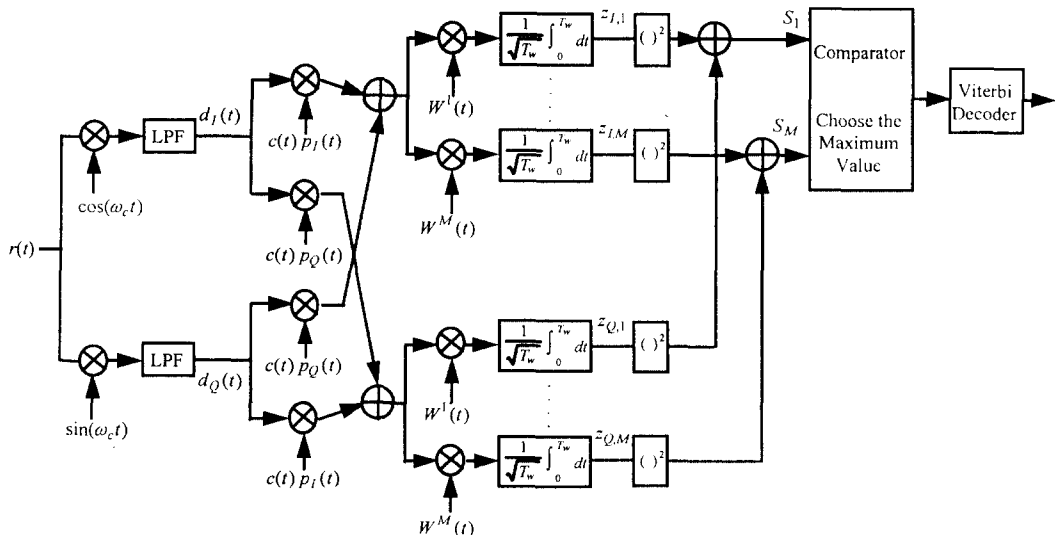 r(t)
cos(ω_c t)
sin(ω_c t)
LPF
d_I(t)
LPF
d_Q(t)
c(t) p_I(t)
c(t) p_Q(t)
c(t) p_Q(t)
c(t) p_I(t)
W^1(t)
W^M(t)
W^1(t)
W^M(t)
1/√T_w ∫_0^{T_w} dt
z_{I,1}
( )^2
1/√T_w ∫_0^{T_w} dt
z_{I,M}
( )^2
1/√T_w ∫_0^{T_w} dt
z_{Q,1}
( )^2
1/√T_w ∫_0^{T_w} dt
z_{Q,M}
( )^2
S_1
S_M
Comparator
Choose the
Maximum
Value
Viterbi
Decoder